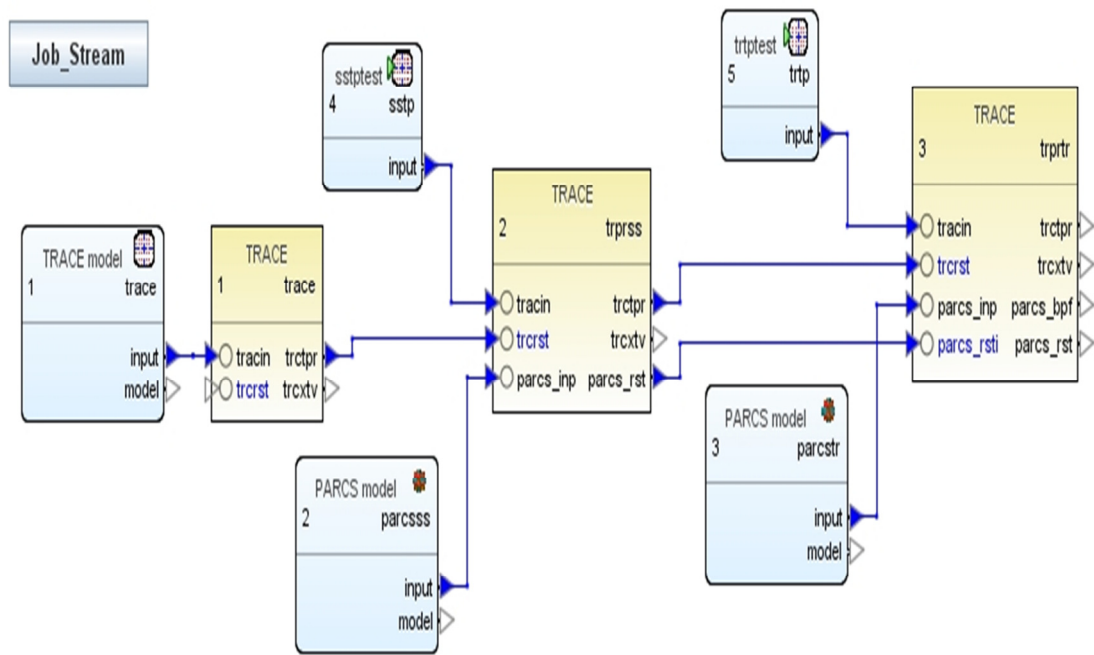 Job_Stream
sstptest
4 sstp
input
trtptest
5 trtp
input
TRACE
3 trprtr
tracin trctpr
trcrst trcxtv
parcs_inp parcs_bpf
parcs_rsti parcs_rst
TRACE
2 trprss
tracin trctpr
trcrst trcxtv
parcs_inp parcs_rst
TRACE model
1 trace
input
model
TRACE
1 trace
tracin trctpr
trcrst trcxtv
PARCS model
3 parcstr
input
model
PARCS model
2 parcsss
input
model